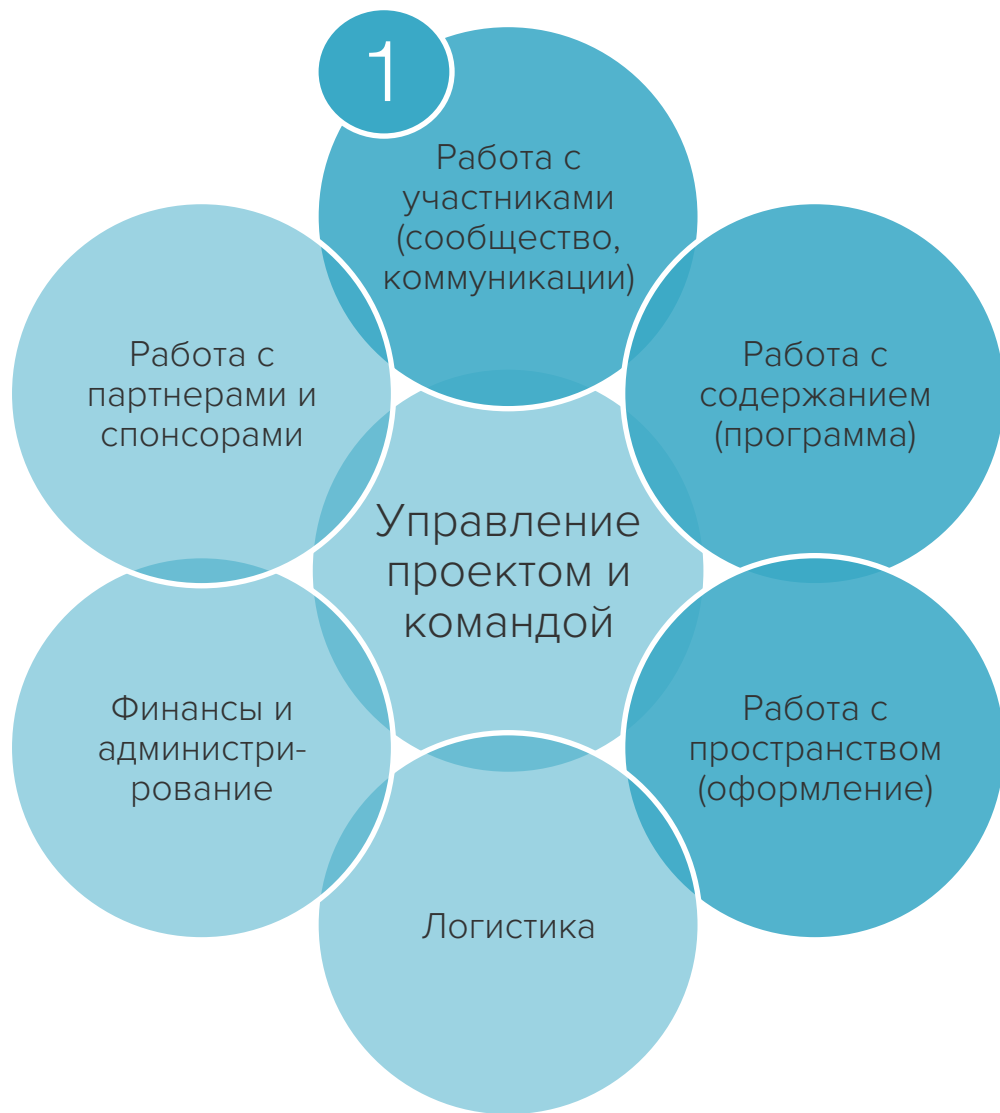 1
Работа с
участниками
(сообщество,
коммуникации)
Работа с
партнерами и
спонсорами
Работа с
содержанием
(программа)
Управление
проектом и
командой
Финансы и
администри-
рование
Работа с
пространством
(оформление)
Логистика